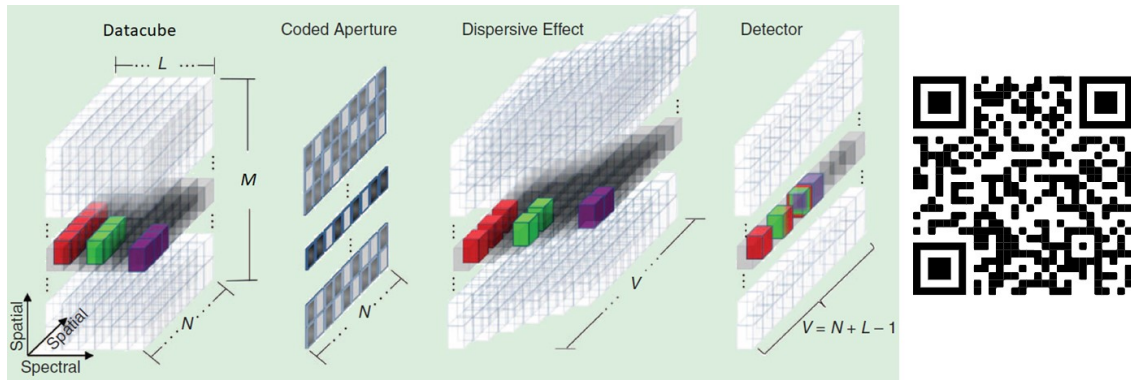 Datacube
Coded Aperture
Dispersive Effect
Detector
L
M
N
N
V
V = N + L − 1
Spatial
Spatial
Spectral